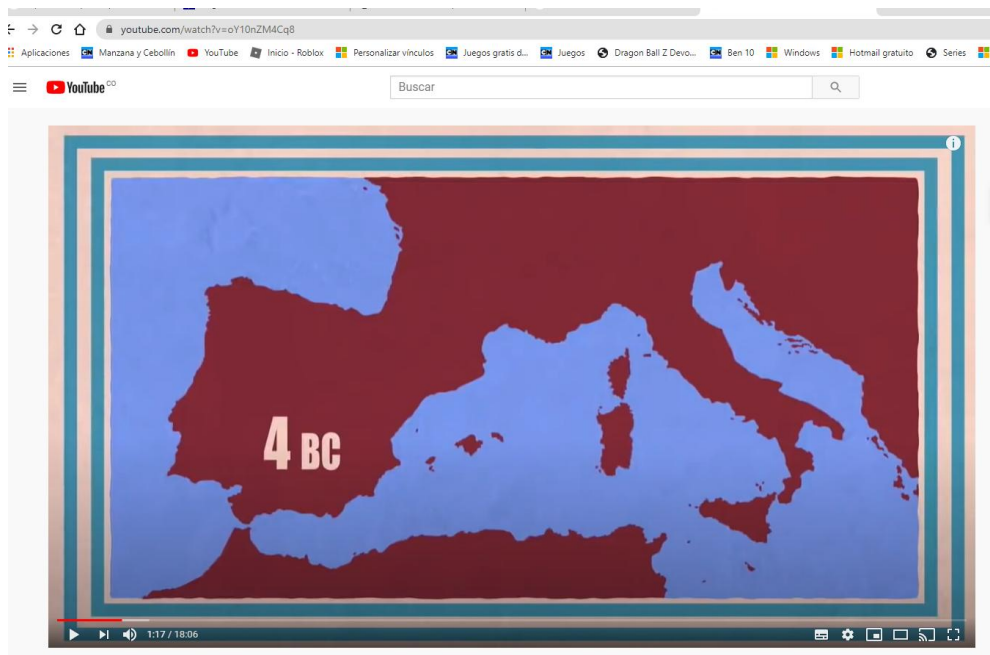 youtube.com/watch?v=oY10nZM4Cq8
Aplicaciones Manzana y Cebollín YouTube Inicio - Roblox Personalizar vínculos Juegos gratis d... Juegos Dragon Ball Z Devo... Ben 10 Windows Hotmail gratuito Series
YouTube CO
Buscar
4 BC
1:17 / 18:06